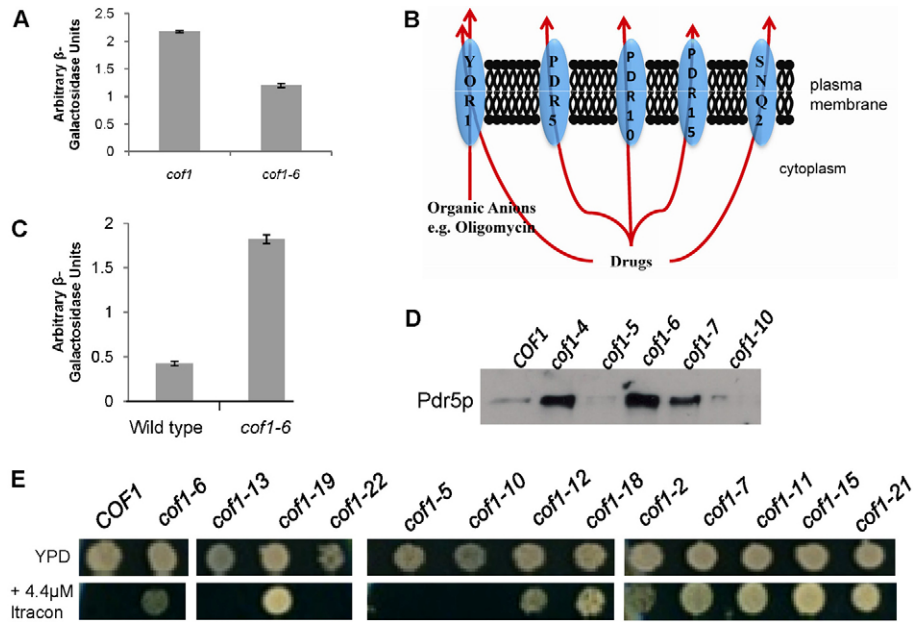 A
Arbitrary β-
Galactosidase Units
2.5
2
1.5
1
0.5
0
cof1
cof1-6
B
YOR1
PDR5
PDR10
PDR15
SNQ2
plasma
membrane
cytoplasm
Organic Anions
e.g. Oligomycin
Drugs
C
Arbitrary β-
Galactosidase Units
2
1.5
1
0.5
0
Wild type
cof1-6
D
COF1
cof1-4
cof1-5
cof1-6
cof1-7
cof1-10
Pdr5p
E
COF1
cof1-6
cof1-13
cof1-19
cof1-22
cof1-5
cof1-10
cof1-12
cof1-18
cof1-2
cof1-7
cof1-11
cof1-15
cof1-21
YPD
+ 4.4µM
Itracon